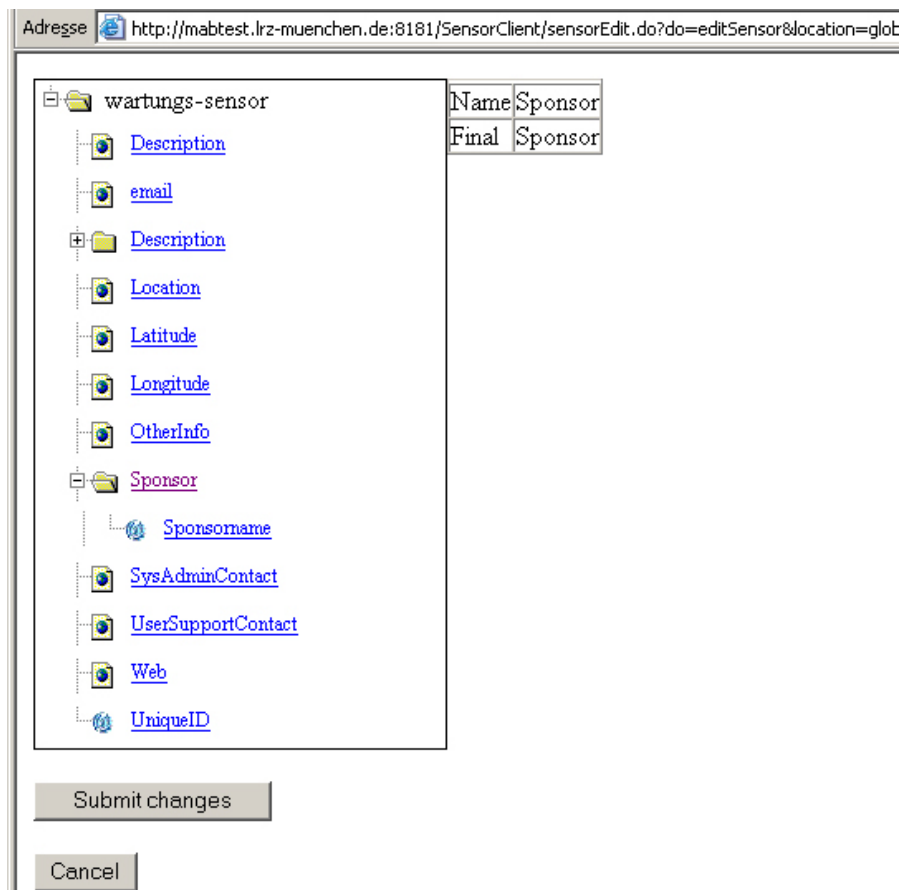 Adresse http://mabtest.lrz-muenchen.de:8181/SensorClient/sensorEdit.do?do=editSensor&location=glob
wartungs-sensor
Name Sponsor
Final Sponsor
Description
email
Description
Location
Latitude
Longitude
OtherInfo
Sponsor
Sponsorname
SysAdminContact
UserSupportContact
Web
UniqueID
Submit changes
Cancel